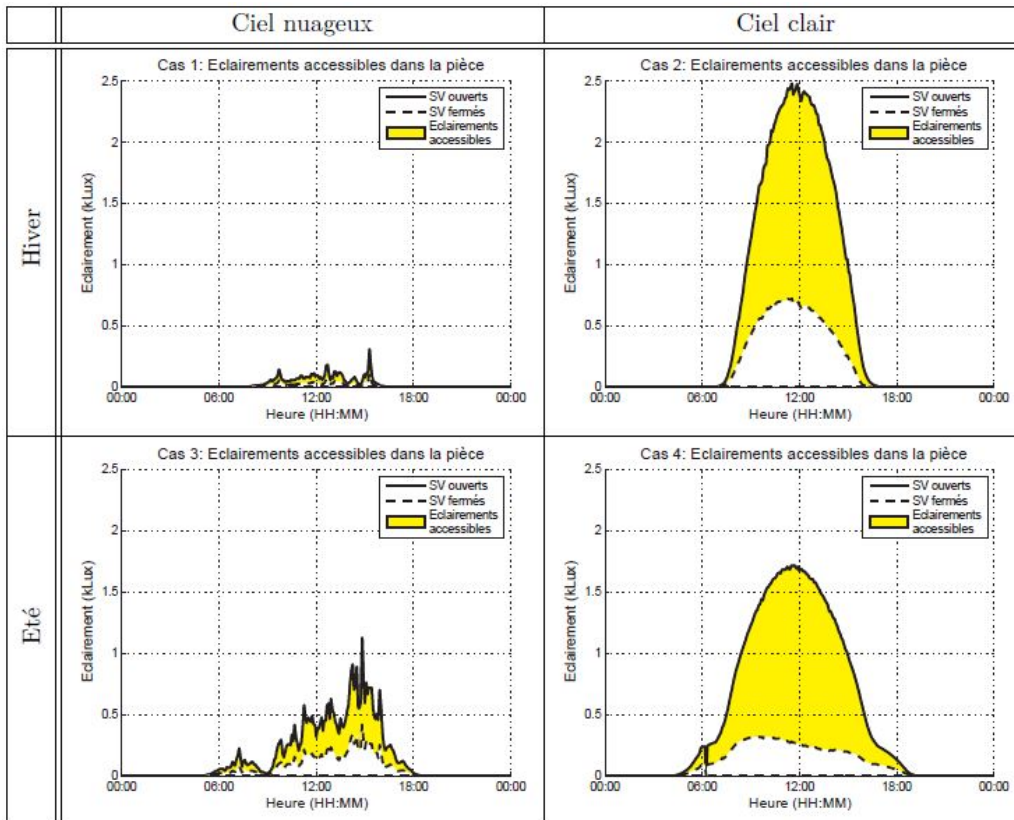 Ciel nuageux
Ciel clair
Hiver
Cas 1: Eclairements accessibles dans la pièce
2.5
2
1.5
1
0.5
0
Eclairement (kLux)
SV ouverts
SV fermés
Eclairements
accessibles
00:00 06:00 12:00 18:00 00:00
Heure (HH:MM)
Cas 2: Eclairements accessibles dans la pièce
2.5
2
1.5
1
0.5
0
Eclairement (kLux)
SV ouverts
SV fermés
Eclairements
accessibles
00:00 06:00 12:00 18:00 00:00
Heure (HH:MM)
Eté
Cas 3: Eclairements accessibles dans la pièce
2.5
2
1.5
1
0.5
0
Eclairement (kLux)
SV ouverts
SV fermés
Eclairements
accessibles
00:00 06:00 12:00 18:00 00:00
Heure (HH:MM)
Cas 4: Eclairements accessibles dans la pièce
2.5
2
1.5
1
0.5
0
Eclairement (kLux)
SV ouverts
SV fermés
Eclairements
accessibles
00:00 06:00 12:00 18:00 00:00
Heure (HH:MM)